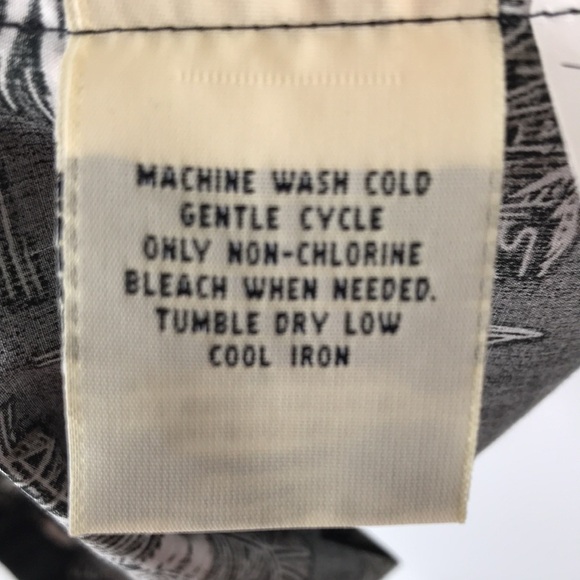 MACHINE WASH COLD
GENTLE CYCLE
ONLY NON-CHLORINE
BLEACH WHEN NEEDED.
TUMBLE DRY LOW
COOL IRON